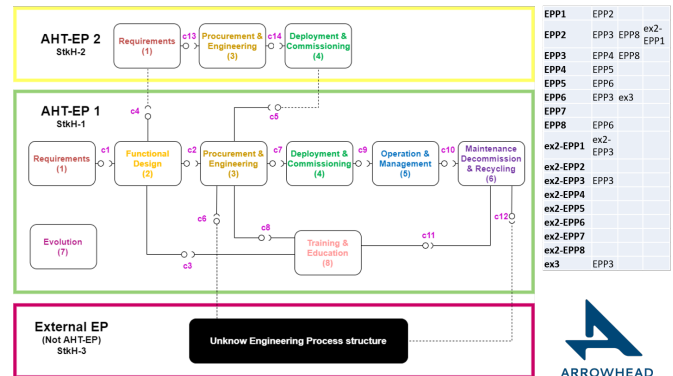 AHT-EP 2
StkH-2
Requirements
(1)
c13
Procurement &
Engineering
(3)
c14
Deployment &
Commissioning
(4)
c4
c5
AHT-EP 1
StkH-1
Requirements
(1)
c1
Functional
Design
(2)
c2
Procurement &
Engineering
(3)
c7
Deployment &
Commissioning
(4)
c9
Operation &
Management
(5)
c10
Maintenance
Decommission
& Recycling
(6)
c6
c12
c8
c11
Evolution
(7)
c3
Training &
Education
(8)
External EP
(Not AHT-EP)
StkH-3
Unknow Engineering Process structure
EPP1 EPP2
EPP2 EPP3 EPP8 ex2-
EPP1
EPP3 EPP4 EPP8
EPP4 EPP5
EPP5 EPP6
EPP6 EPP3 ex3
EPP7
EPP8 EPP6
ex2-EPP1 ex2-
EPP3
ex2-EPP2
ex2-EPP3 EPP3
ex2-EPP4
ex2-EPP5
ex2-EPP6
ex2-EPP7
ex2-EPP8
ex3 EPP3
ARROWHEAD